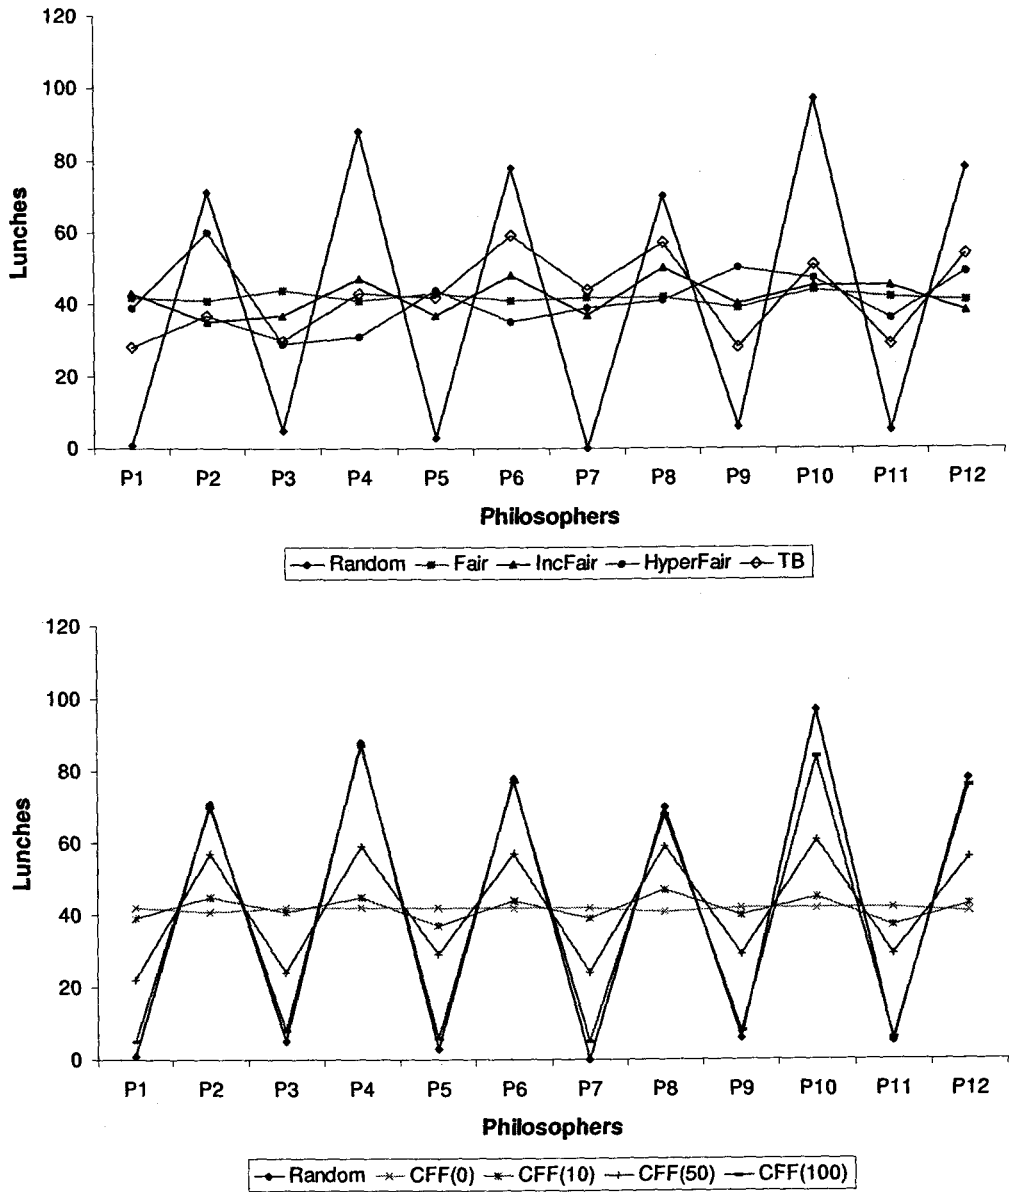 120
100
80
60
40
20
0
Lunches
P1 P2 P3 P4 P5 P6 P7 P8 P9 P10 P11 P12
Philosophers
Random Fair IncFair HyperFair TB
120
100
80
60
40
20
0
Lunches
P1 P2 P3 P4 P5 P6 P7 P8 P9 P10 P11 P12
Philosophers
Random CFF(0) CFF(10) CFF(50) CFF(100)